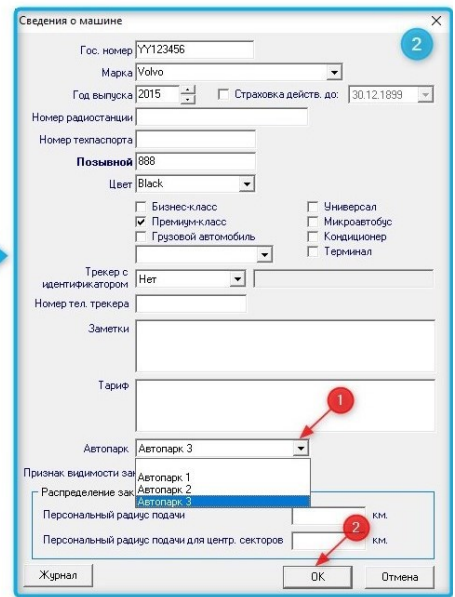 Сведения о машине
2
Гос. номер YY123456
Марка Volvo
Год выпуска 2015 Страховка действ. до: 30.12.1899
Номер радиостанции
Номер техпаспорта
Позывной 888
Цвет Black
Бизнес-класс Универсал
Премиум-класс Микроавтобус
Грузовой автомобиль Кондиционер
Терминал
Трекер с
идентификатором Нет
Номер тел. трекера
Заметки
Тариф
1
Автопарк Автопарк 3
Признак видимости зак
Автопарк 1
Автопарк 2
Распределение зак Автопарк 3
Персональный радиус подачи км.
2
Персональный радиус подачи для центр. секторов км.
Журнал OK Отмена